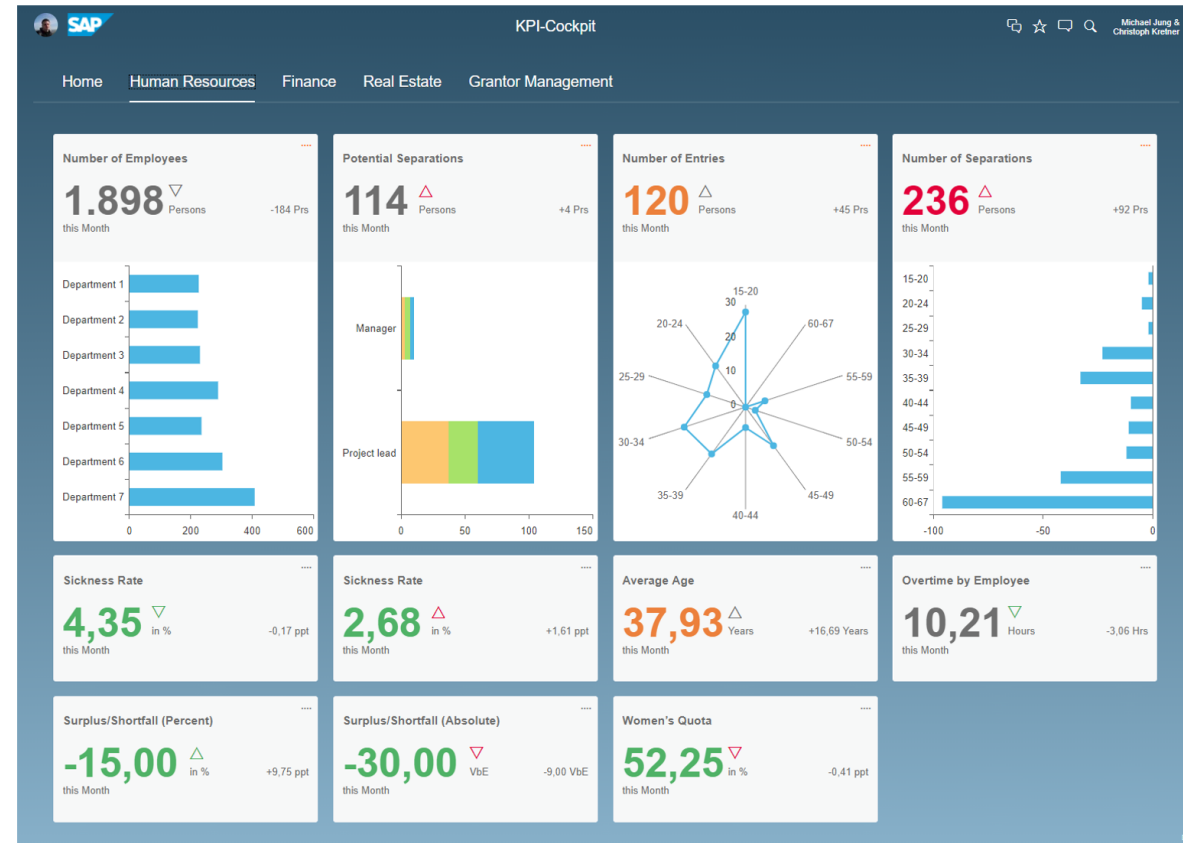 SAP
KPI-Cockpit
Michael Jung &
Christoph Kretner
Home Human Resources Finance Real Estate Grantor Management
Number of Employees
1.898 Persons -184 Prs
this Month
Department 1
Department 2
Department 3
Department 4
Department 5
Department 6
Department 7
0 200 400 600
Potential Separations
114 Persons +4 Prs
this Month
Manager
Project lead
0 50 100 150
Number of Entries
120 Persons +45 Prs
this Month
15-20
30
20-24 60-67
20
25-29 10 55-59
0
30-34 50-54
35-39 45-49
40-44
Number of Separations
236 Persons +92 Prs
this Month
15-20
20-24
25-29
30-34
35-39
40-44
45-49
50-54
55-59
60-67
-100 -50 0
Sickness Rate
4,35 in % -0,17 ppt
this Month
Sickness Rate
2,68 in % +1,61 ppt
this Month
Average Age
37,93 Years +16,69 Years
this Month
Overtime by Employee
10,21 Hours -3,06 Hrs
this Month
Surplus/Shortfall (Percent)
-15,00 in % +9,75 ppt
this Month
Surplus/Shortfall (Absolute)
-30,00 VbE -9,00 VbE
this Month
Women's Quota
52,25 in % -0,41 ppt
this Month